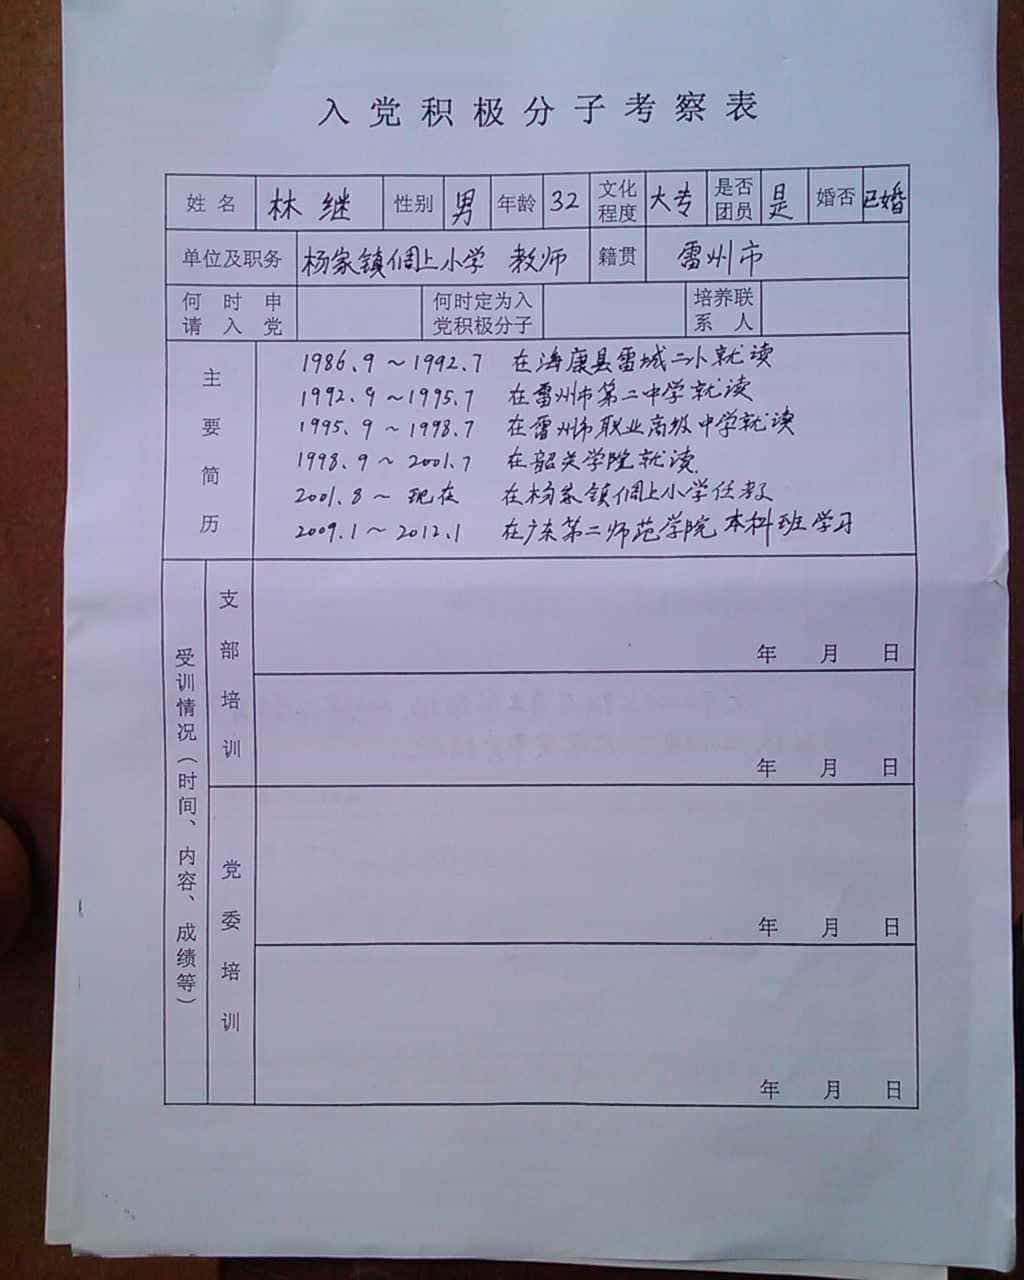 入党积极分子考察表
姓名 林继 性别 男 年龄 32 文化程度 大专 是否团员 是 婚否 已婚
单位及职务 杨家镇倜上小学 教师 籍贯 雷州市
何时申请入党 何时定为入党积极分子 培养联系人
主要简历
1986.9~1992.7 在海康县雷城二小就读
1992.9~1995.7 在雷州市第二中学就读
1995.9~1998.7 在雷州市职业高级中学就读
1998.9~2001.7 在韶关学院就读
2001.8~现在 在杨家镇倜上小学任教
2009.1~2012.1 在广东第二师范学院本科班学习
受训情况(时间、内容、成绩等)
支部培训
年 月 日
年 月 日
党委培训
年 月 日
年 月 日